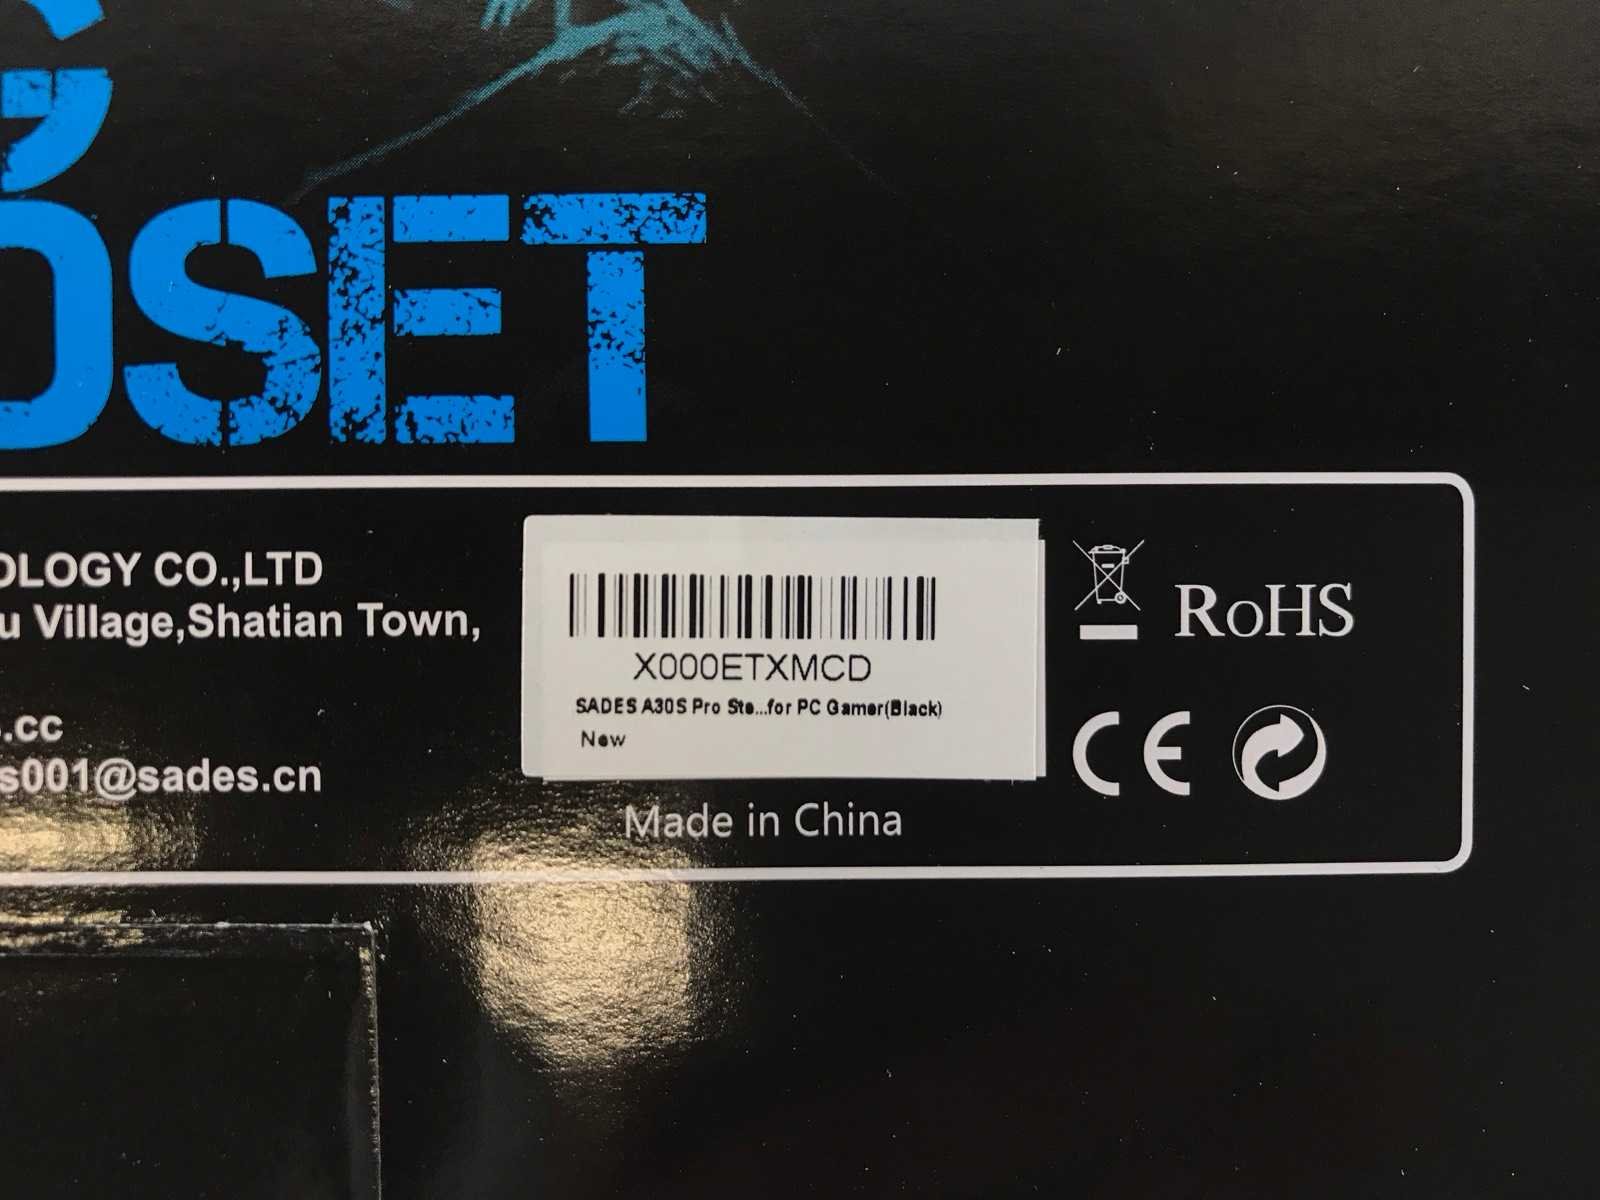 G
OSET
OLOGY CO.,LTD
u Village,Shatian Town,
.cc
s001@sades.cn
X000ETXMCD
SADES A30S Pro Ste...for PC Gamer(Black)
New
Made in China
RoHS
CE